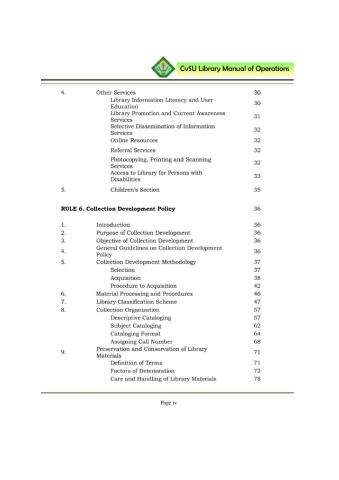 CvSU Library Manual of Operations
4. Other Services 30
Library Information Literacy and User
Education 30
Library Promotion and Current Awareness
Services 31
Selective Dissemination of Information
Services 32
Online Resources 32
Referral Services 32
Photocopying, Printing and Scanning
Services 32
Access to Library for Persons with
Disabilities 33
5. Children's Section 35
RULE 6. Collection Development Policy 36
1. Introduction 36
2. Purpose of Collection Development 36
3. Objective of Collection Development 36
4. General Guidelines on Collection Development
Policy 36
5. Collection Development Methodology 37
Selection 37
Acquisition 38
Procedure to Acquisition 42
6. Material Processing and Procedures 46
7. Library Classification Scheme 47
8. Collection Organization 57
Descriptive Cataloging 57
Subject Cataloging 62
Cataloging Format 64
Assigning Call Number 68
9. Preservation and Conservation of Library
Materials 71
Definition of Terms 71
Factors of Deterioration 72
Care and Handling of Library Materials 78
Page iv